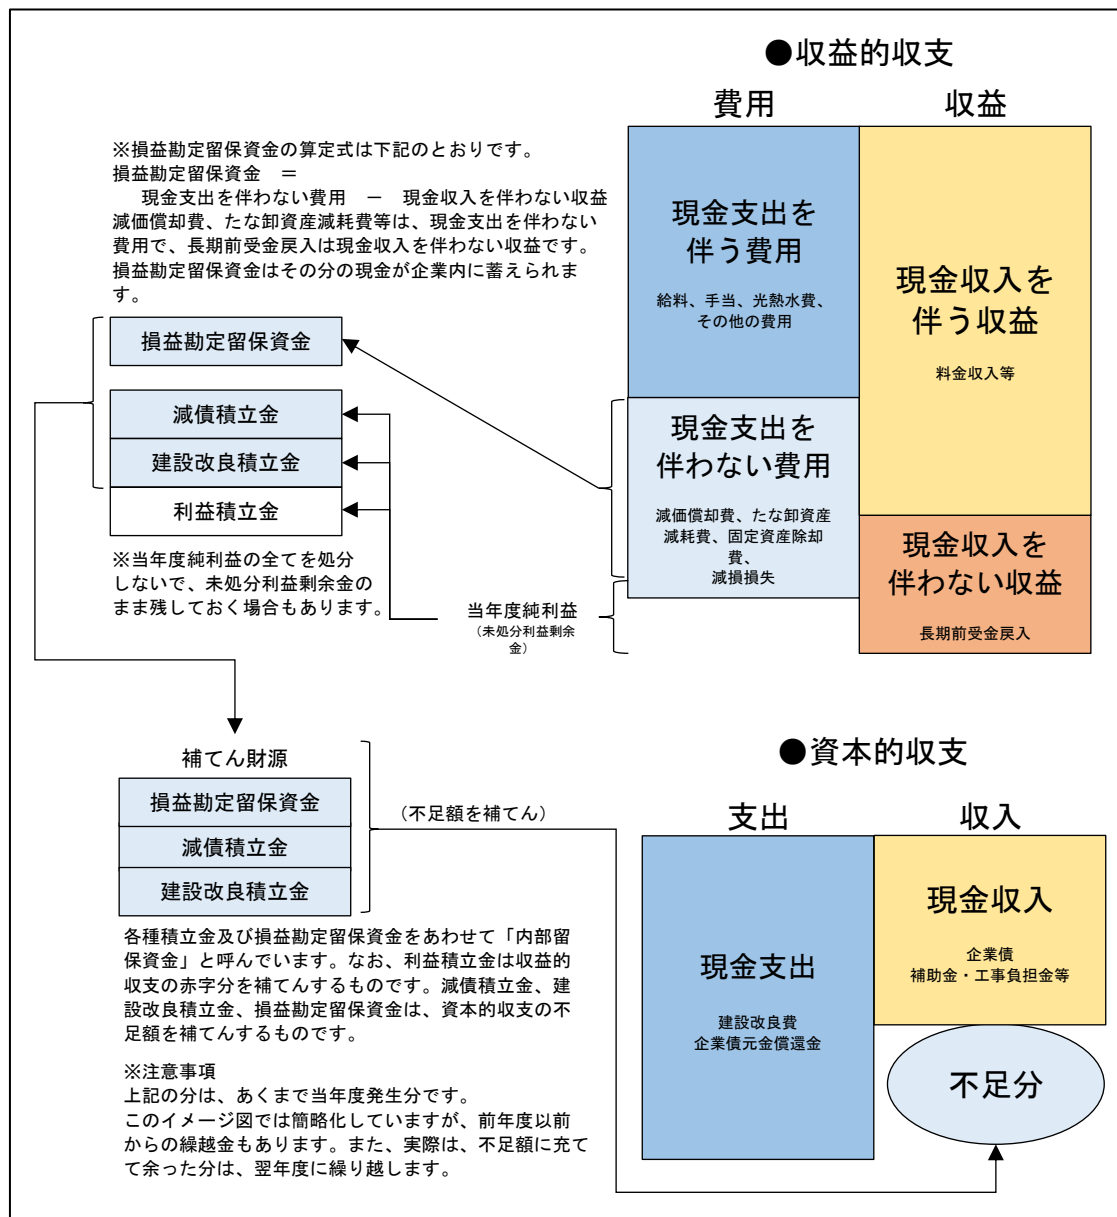 ●収益的収支
費用
収益
※損益勘定留保資金の算定式は下記のとおりです。
損益勘定留保資金　＝
現金支出を伴わない費用　－　現金収入を伴わない収益
減価償却費、たな卸資産減耗費等は、現金支出を伴わない
費用で、長期前受金戻入は現金収入を伴わない収益です。
損益勘定留保資金はその分の現金が企業内に蓄えられま
す。
現金支出を
伴う費用
給料、手当、光熱水費、
その他の費用
現金収入を
伴う収益
料金収入等
損益勘定留保資金
減債積立金
建設改良積立金
利益積立金
現金支出を
伴わない費用
減価償却費、たな卸資産
減耗費、固定資産除却
費、
減損損失
現金収入を
伴わない収益
長期前受金戻入
※当年度純利益の全てを処分
しないで、未処分利益剰余金の
まま残しておく場合もあります。
当年度純利益
（未処分利益剰余
金）
補てん財源
損益勘定留保資金
減債積立金
建設改良積立金
（不足額を補てん）
●資本的収支
支出
収入
現金支出
建設改良費
企業債元金償還金
現金収入
企業債
補助金・工事負担金等
不足分
各種積立金及び損益勘定留保資金をあわせて「内部留
保資金」と呼んでいます。なお、利益積立金は収益的
収支の赤字分を補てんするものです。減債積立金、建
設改良積立金、損益勘定留保資金は、資本的収支の不
足額を補てんするものです。
※注意事項
上記の分は、あくまで当年度発生分です。
このイメージ図では簡略化していますが、前年度以前
からの繰越金もあります。また、実際は、不足額に充て
て余った分は、翌年度に繰り越します。